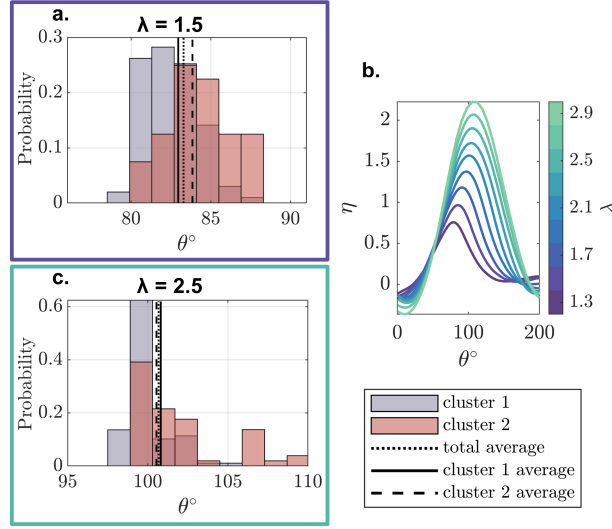 a.
λ = 1.5
Probability
0.3
0.2
0.1
0
80
85
90
θ°
b.
η
2
1.5
1
0.5
0
0
100
200
θ°
2.9
2.5
2.1
1.7
1.3
λ
c.
λ = 2.5
Probability
0.6
0.4
0.2
0
95
100
105
110
θ°
cluster 1
cluster 2
total average
cluster 1 average
cluster 2 average